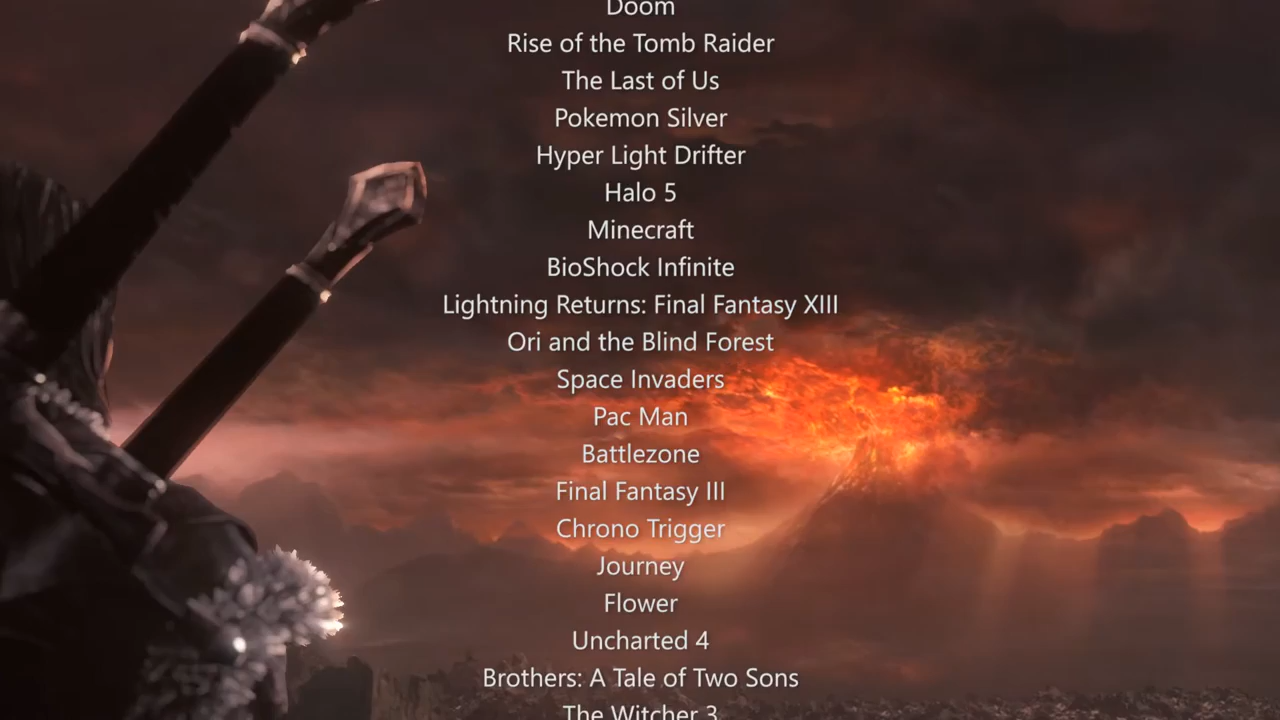 Doom
Rise of the Tomb Raider
The Last of Us
Pokemon Silver
Hyper Light Drifter
Halo 5
Minecraft
BioShock Infinite
Lightning Returns: Final Fantasy XIII
Ori and the Blind Forest
Space Invaders
Pac Man
Battlezone
Final Fantasy III
Chrono Trigger
Journey
Flower
Uncharted 4
Brothers: A Tale of Two Sons
The Witcher 3